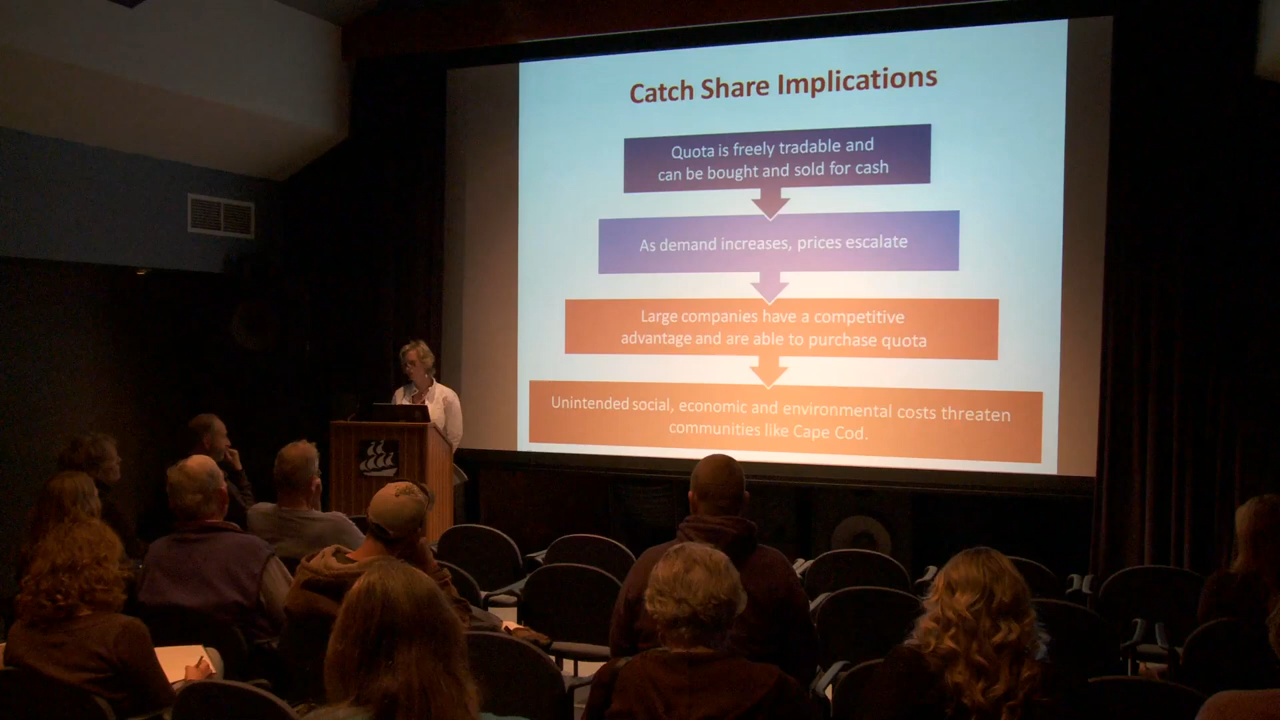 Catch Share Implications
Quota is freely tradable and
can be bought and sold for cash
As demand increases, prices escalate
Large companies have a competitive
advantage and are able to purchase quota
Unintended social, economic and environmental costs threaten
communities like Cape Cod.